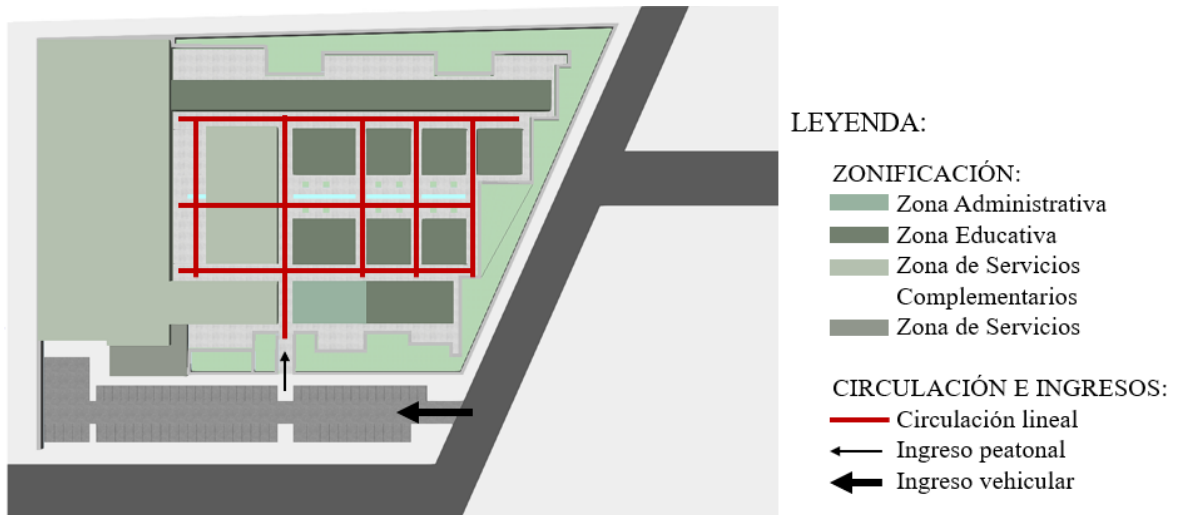 LEYENDA:
ZONIFICACIÓN:
Zona Administrativa
Zona Educativa
Zona de Servicios
Complementarios
Zona de Servicios
CIRCULACIÓN E INGRESOS:
Circulación lineal
Ingreso peatonal
Ingreso vehicular